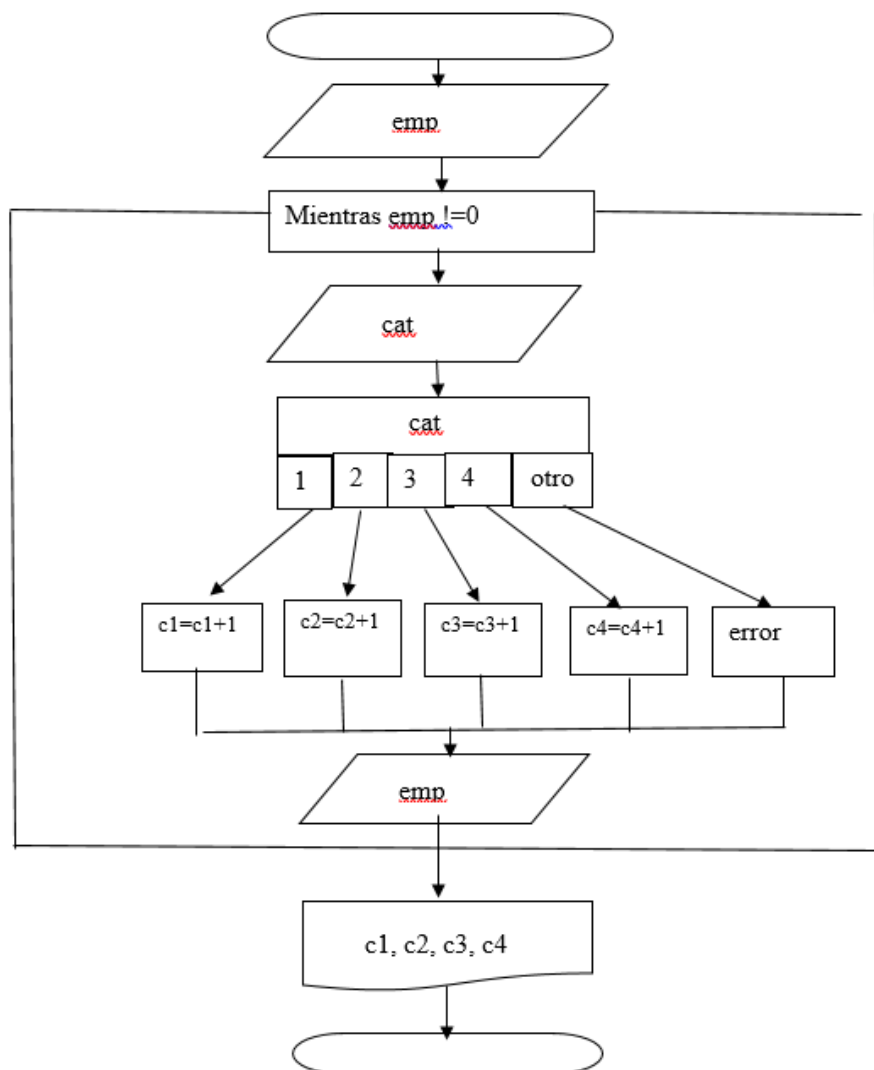 emp
Mientras emp !=0
cat
cat
1 2 3 4 otro
c1=c1+1 c2=c2+1 c3=c3+1 c4=c4+1 error
emp
c1, c2, c3, c4